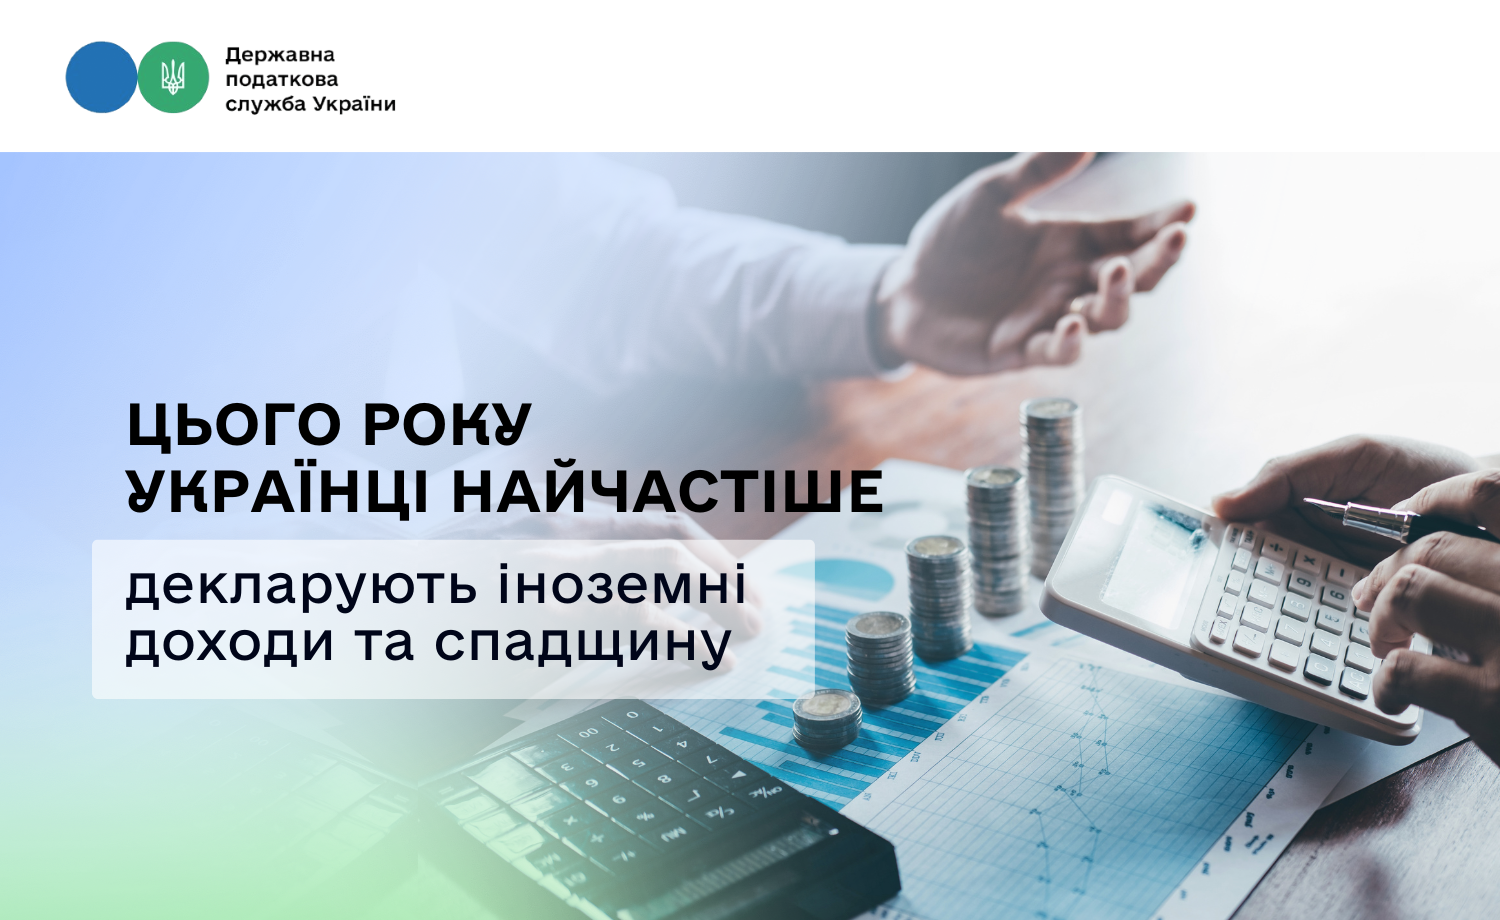 Державна
податкова
служба України
ЦЬОГО РОКУ
УКРАЇНЦІ НАЙЧАСТІШЕ
декларують іноземні
доходи та спадщину